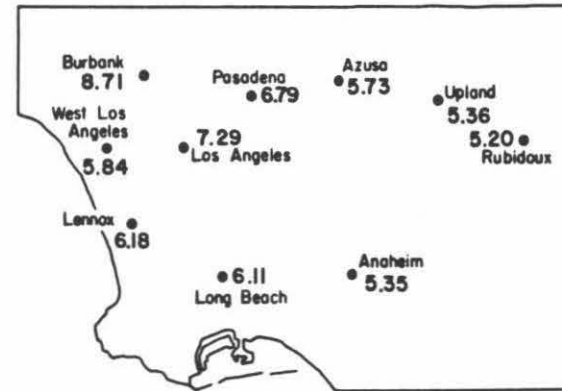 Burbank
8.71
Pasadena
6.79
Azusa
5.73
Upland
5.36
West Los
Angeles
5.84
7.29
Los Angeles
5.20
Rubidoux
Lennox
6.18
6.11
Long Beach
Anaheim
5.35